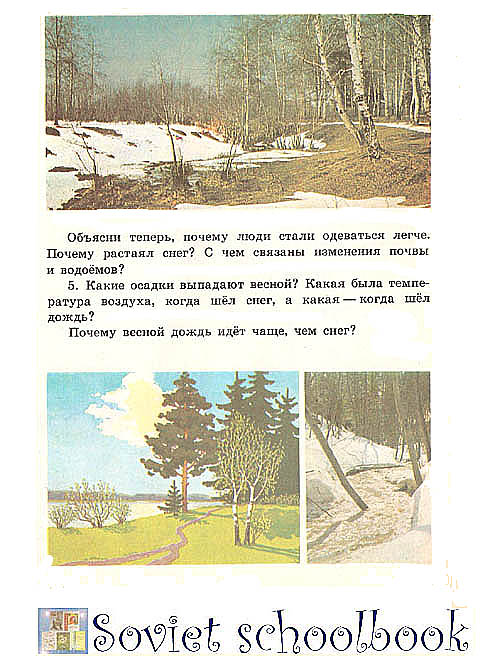 Объясни теперь, почему люди стали одеваться легче.
Почему растаял снег? С чем связаны изменения почвы
и водоёмов?
5. Какие осадки выпадают весной? Какая была темпе-
ратура воздуха, когда шёл снег, а какая — когда шёл
дождь?
Почему весной дождь идёт чаще, чем снег?
Soviet schoolbook